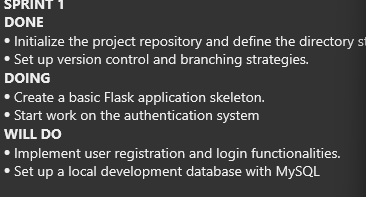 SPRINT 1
DONE
• Initialize the project repository and define the directory
• Set up version control and branching strategies.
DOING
• Create a basic Flask application skeleton.
• Start work on the authentication system
WILL DO
• Implement user registration and login functionalities.
• Set up a local development database with MySQL